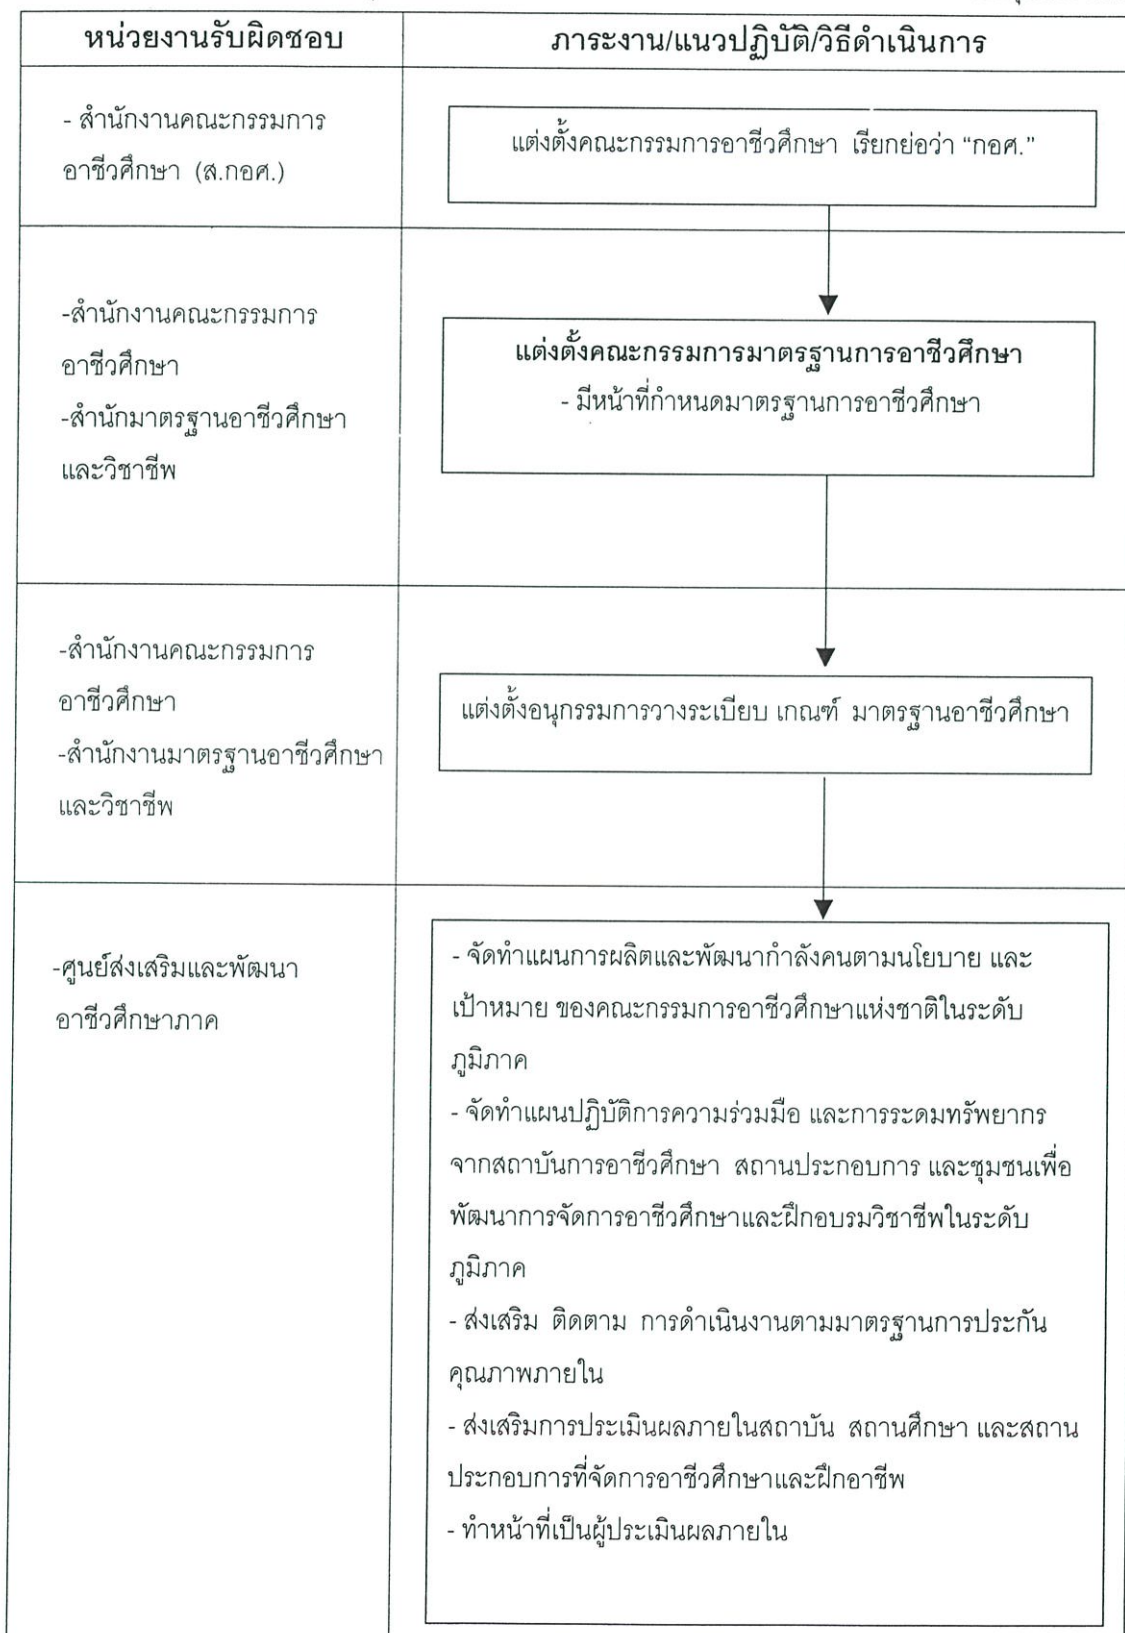 หน่วยงานรับผิดชอบ
ภาระงาน/แนวปฏิบัติ/วิธีดำเนินการ
- สำนักงานคณะกรรมการ
อาชีวศึกษา (ส.กอศ.)
แต่งตั้งคณะกรรมการอาชีวศึกษา เรียกย่อว่า “กอศ.”
-สำนักงานคณะกรรมการ
อาชีวศึกษา
-สำนักมาตรฐานอาชีวศึกษา
และวิชาชีพ
แต่งตั้งคณะกรรมการมาตรฐานการอาชีวศึกษา
- มีหน้าที่กำหนดมาตรฐานการอาชีวศึกษา
-สำนักงานคณะกรรมการ
อาชีวศึกษา
-สำนักงานมาตรฐานอาชีวศึกษา
และวิชาชีพ
แต่งตั้งอนุกรรมการวางระเบียบ เกณฑ์ มาตรฐานอาชีวศึกษา
-ศูนย์ส่งเสริมและพัฒนา
อาชีวศึกษาภาค
- จัดทำแผนการผลิตและพัฒนากำลังคนตามนโยบาย และ
เป้าหมาย ของคณะกรรมการอาชีวศึกษาแห่งชาติในระดับ
ภูมิภาค
- จัดทำแผนปฏิบัติการความร่วมมือ และการระดมทรัพยากร
จากสถาบันการอาชีวศึกษา สถานประกอบการ และชุมชนเพื่อ
พัฒนาการจัดการอาชีวศึกษาและฝึกอบรมวิชาชีพในระดับ
ภูมิภาค
- ส่งเสริม ติดตาม การดำเนินงานตามมาตรฐานการประกัน
คุณภาพภายใน
- ส่งเสริมการประเมินผลภายในสถาบัน สถานศึกษา และสถาน
ประกอบการที่จัดการอาชีวศึกษาและฝึกอาชีพ
- ทำหน้าที่เป็นผู้ประเมินผลภายใน